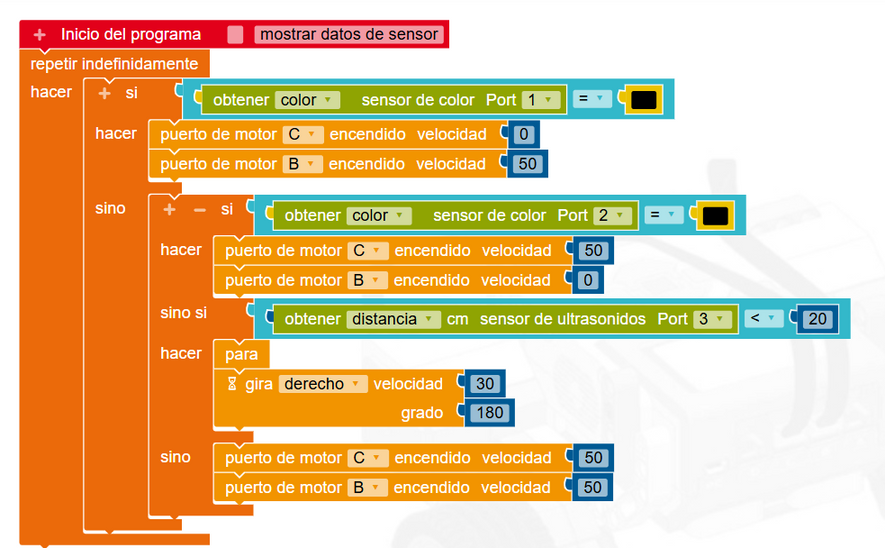 + Inicio del programa mostrar datos de sensor
repetir indefinidamente
hacer + si obtener color sensor de color Port 1 =
hacer puerto de motor C encendido velocidad 0
puerto de motor B encendido velocidad 50
sino + − si obtener color sensor de color Port 2 =
hacer puerto de motor C encendido velocidad 50
puerto de motor B encendido velocidad 0
sino si obtener distancia cm sensor de ultrasonidos Port 3 < 20
hacer para
gira derecho velocidad 30
grado 180
sino puerto de motor C encendido velocidad 50
puerto de motor B encendido velocidad 50